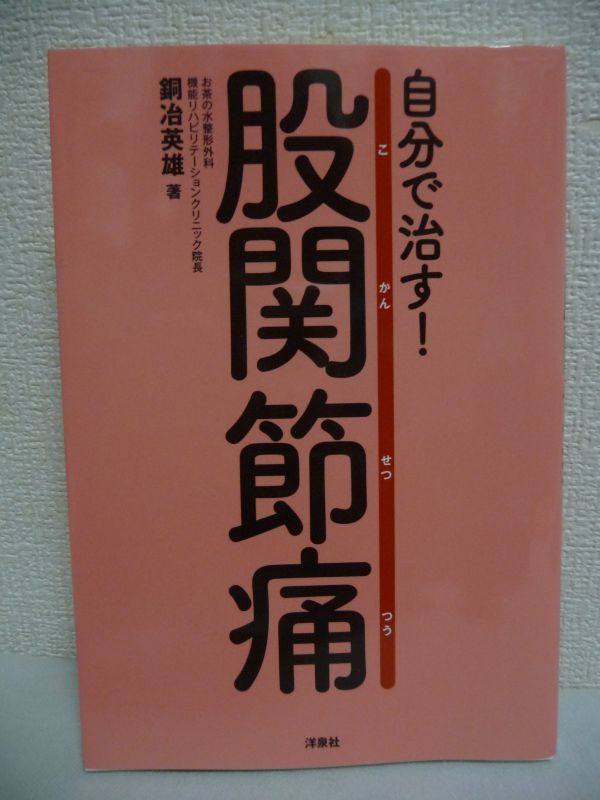 自分で治す!
こかんせつつう
股関節痛
お茶の水整形外科
機能リハビリテーションクリニック院長
銅冶英雄 著
洋泉社